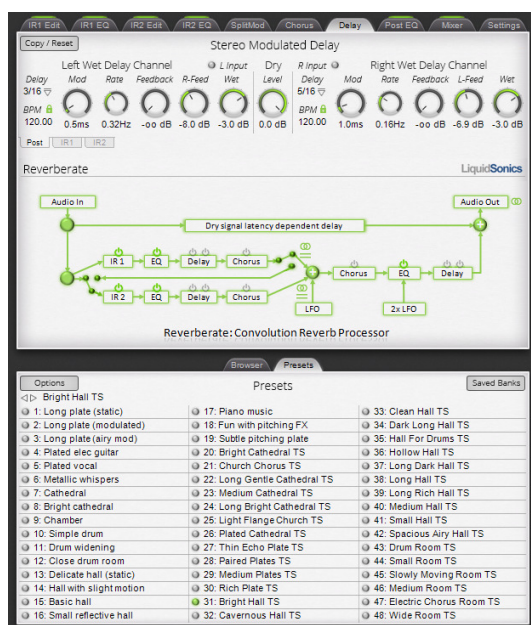 IR1 Edit IR1 EQ IR2 Edit IR2 EQ SplitMod Chorus Delay Post EQ Mixer Settings
Copy / Reset Stereo Modulated Delay
Left Wet Delay Channel L Input Dry R Input Right Wet Delay Channel
Delay Mod Rate Feedback R-Feed Wet Level Delay Mod Rate Feedback L-Feed Wet
3/16 5/16
BPM BPM
120.00 0.5ms 0.32Hz -oo dB -8.0 dB -3.0 dB 0.0 dB 120.00 1.0ms 0.16Hz -oo dB -6.9 dB -3.0 dB
Post IR1 IR2
Reverberate LiquidSonics
Audio In Audio Out
Dry signal latency dependent delay
IR 1 EQ Delay Chorus
Chorus EQ Delay
IR 2 EQ Delay Chorus
LFO 2x LFO
Reverberate: Convolution Reverb Processor
Browser Presets
Options Presets Saved Banks
Bright Hall TS
1: Long plate (static) 17: Piano music 33: Clean Hall TS
2: Long plate (modulated) 18: Fun with pitching FX 34: Dark Long Hall TS
3: Long plate (airy mod) 19: Subtle pitching plate 35: Hall For Drums TS
4: Plated elec guitar 20: Bright Cathedral TS 36: Hollow Hall TS
5: Plated vocal 21: Church Chorus TS 37: Long Dark Hall TS
6: Metallic whispers 22: Long Gentle Cathedral TS 38: Long Hall TS
7: Cathedral 23: Medium Cathedral TS 39: Long Rich Hall TS
8: Bright cathedral 24: Long Bright Cathedral TS 40: Medium Hall TS
9: Chamber 25: Light Flange Church TS 41: Small Hall TS
10: Simple drum 26: Plated Cathedral TS 42: Spacious Airy Hall TS
11: Drum widening 27: Thin Echo Plate TS 43: Drum Room TS
12: Close drum room 28: Paired Plates TS 44: Small Room TS
13: Delicate hall (static) 29: Medium Plates TS 45: Slowly Moving Room TS
14: Hall with slight motion 30: Rich Plate TS 46: Medium Room TS
15: Basic hall 31: Bright Hall TS 47: Electric Chorus Room TS
16: Small reflective hall 32: Cavernous Hall TS 48: Wide Room TS